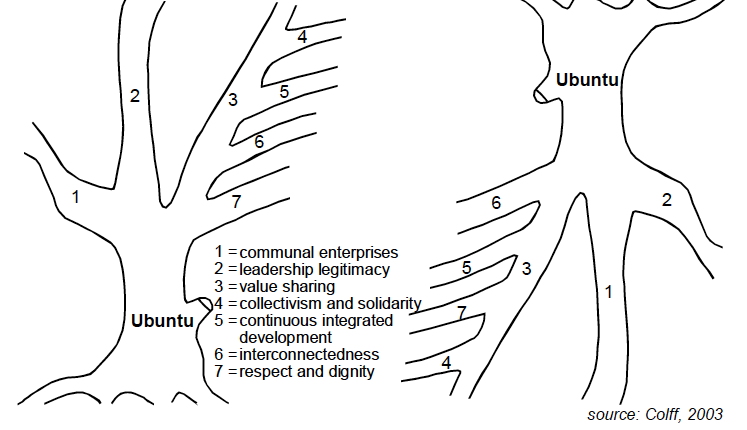 4
2
3
5
6
1
7
Ubuntu
1 = communal enterprises
2 = leadership legitimacy
3 = value sharing
4 = collectivism and solidarity
5 = continuous integrated
development
6 = interconnectedness
7 = respect and dignity
Ubuntu
6
2
5
3
1
7
4
source: Colff, 2003